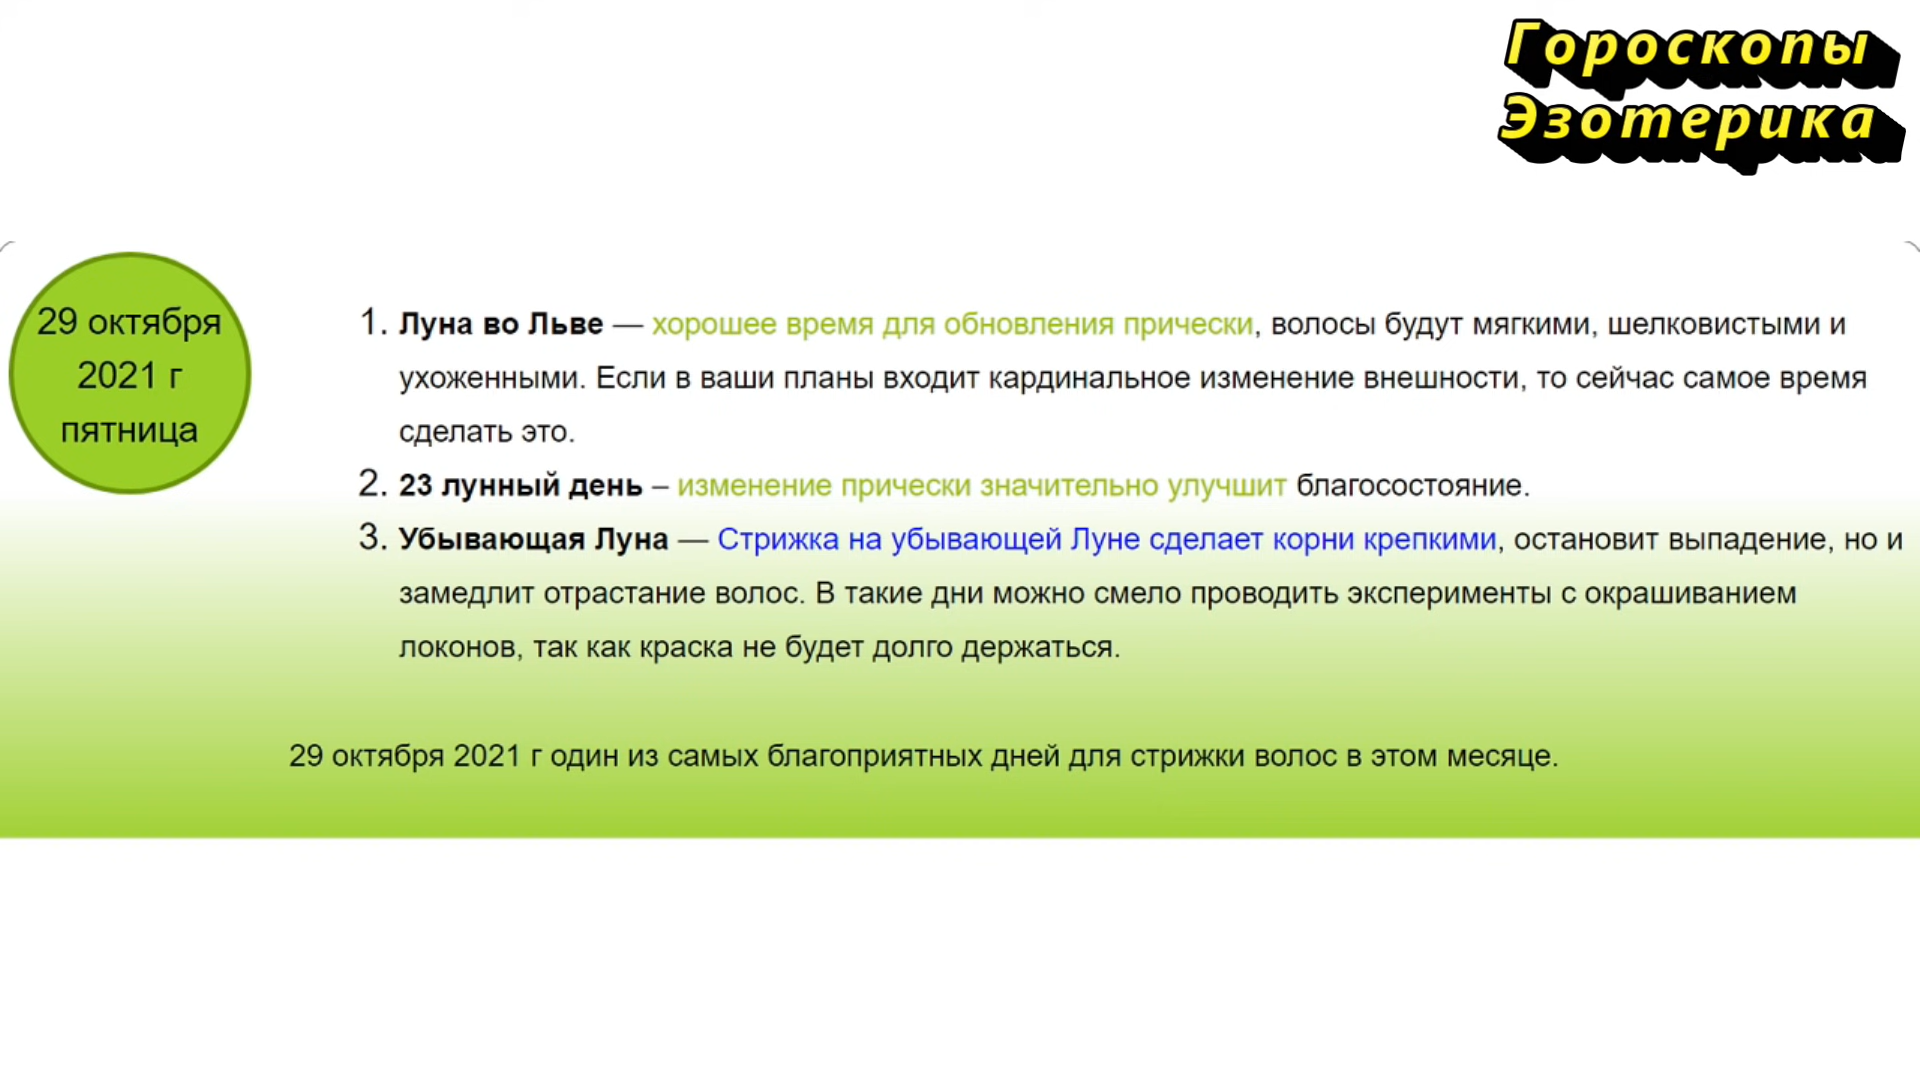 Гороскопы
Эзотерика
29 октября
2021 г
пятница
1. Луна во Льве — хорошее время для обновления прически, волосы будут мягкими, шелковистыми и
ухоженными. Если в ваши планы входит кардинальное изменение внешности, то сейчас самое время
сделать это.
2. 23 лунный день – изменение прически значительно улучшит благосостояние.
3. Убывающая Луна — Стрижка на убывающей Луне сделает корни крепкими, остановит выпадение, но и
замедлит отрастание волос. В такие дни можно смело проводить эксперименты с окрашиванием
локонов, так как краска не будет долго держаться.
29 октября 2021 г один из самых благоприятных дней для стрижки волос в этом месяце.